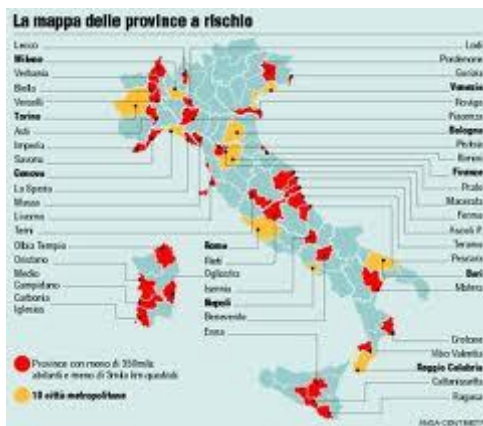 La mappa delle province a rischio
Lecco
Milano
Verbania
Biella
Vercelli
Torino
Asti
Imperia
Savona
Genova
La Spezia
Massa
Livorno
Terni
Olbia Tempio
Oristano
Medio
Campidano
Carbonia
Iglesias
Roma
Rieti
Ogliastra
Isernia
Napoli
Benevento
Enna
Lodi
Pordenone
Gorizia
Venezia
Rovigo
Piacenza
Bologna
Pistoia
Rimini
Firenze
Prato
Macerata
Fermo
Ascoli P.
Teramo
Pescara
Bari
Matera
Crotone
Vibo Valentia
Reggio Calabria
Caltanissetta
Ragusa
Province con meno di 350mila
abitanti e meno di 3mila km quadrati
10 città metropolitane
ANSA-CENTIMETRI